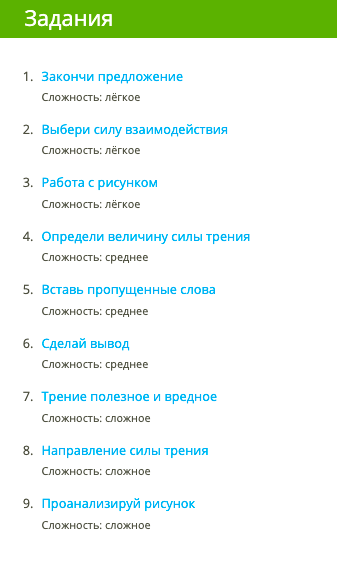 Задания
1. Закончи предложение
Сложность: лёгкое
2. Выбери силу взаимодействия
Сложность: лёгкое
3. Работа с рисунком
Сложность: лёгкое
4. Определи величину силы трения
Сложность: среднее
5. Вставь пропущенные слова
Сложность: среднее
6. Сделай вывод
Сложность: среднее
7. Трение полезное и вредное
Сложность: сложное
8. Направление силы трения
Сложность: сложное
9. Проанализируй рисунок
Сложность: сложное